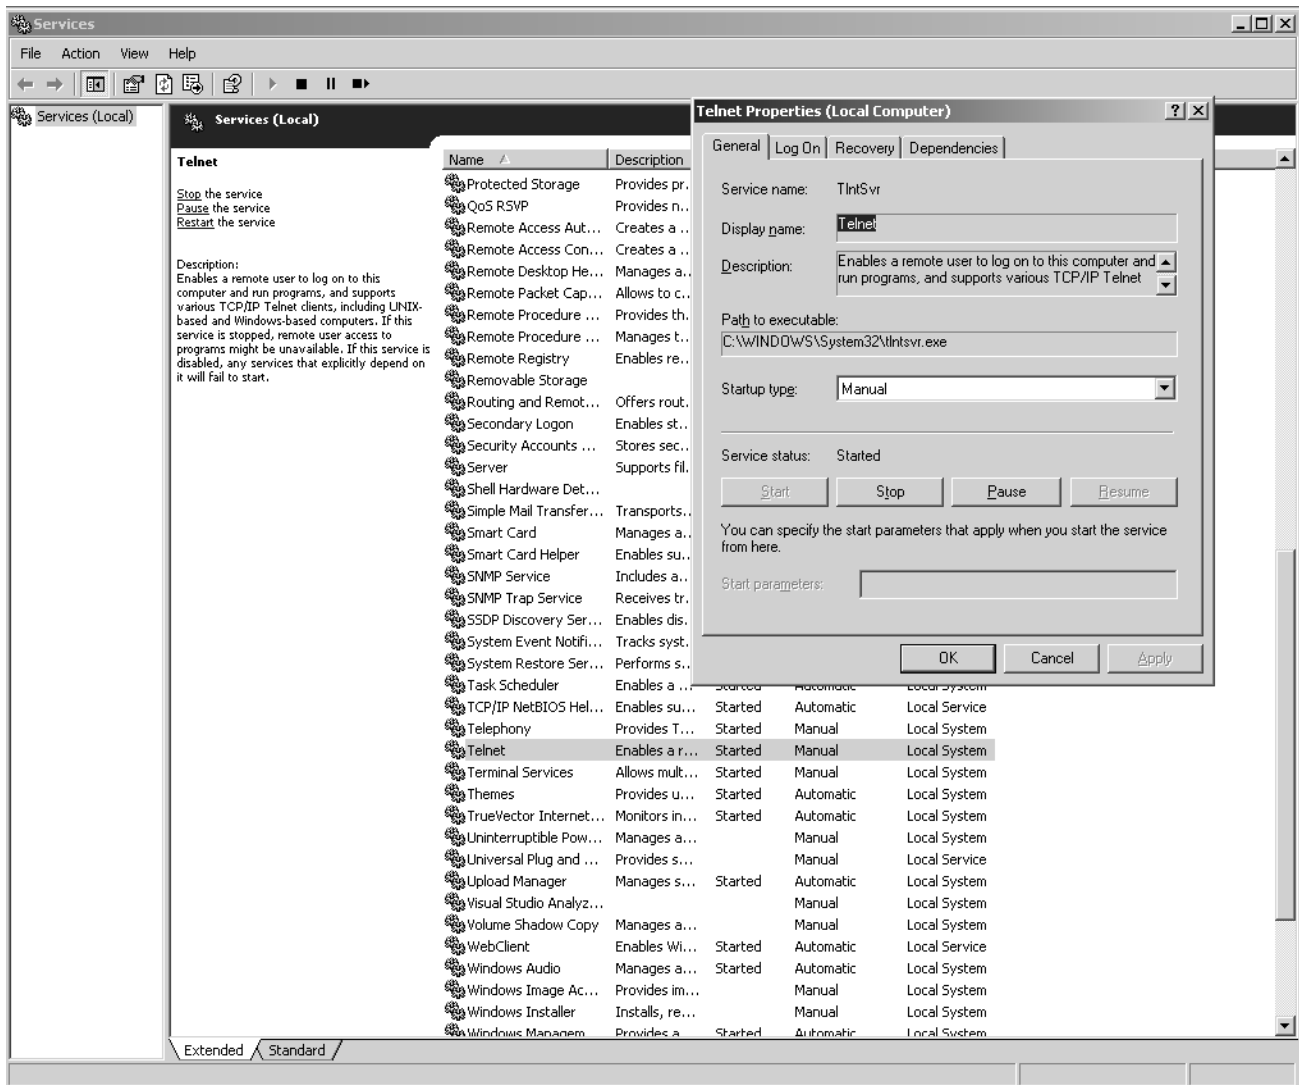 Services
File Action View Help
Services (Local)
Services (Local)
Telnet
Stop the service
Pause the service
Restart the service
Description:
Enables a remote user to log on to this
computer and run programs, and supports
various TCP/IP Telnet clients, including UNIX-
based and Windows-based computers. If this
service is stopped, remote user access to
programs might be unavailable. If this service is
disabled, any services that explicitly depend on
it will fail to start.
Name Description
Protected Storage Provides pr..
QoS RSVP Provides n..
Remote Access Aut... Creates a ..
Remote Access Con... Creates a ..
Remote Desktop He... Manages a..
Remote Packet Cap... Allows to c..
Remote Procedure ... Provides th.
Remote Procedure ... Manages t..
Remote Registry Enables re..
Removable Storage
Routing and Remot... Offers rout.
Secondary Logon Enables st..
Security Accounts ... Stores sec..
Server Supports fil.
Shell Hardware Det...
Simple Mail Transfer... Transports..
Smart Card Manages a..
Smart Card Helper Enables su..
SNMP Service Includes a..
SNMP Trap Service Receives tr.
SSDP Discovery Ser... Enables dis.
System Event Notifi... Tracks syst.
System Restore Ser... Performs s..
Task Scheduler Enables a ... Started Automatic Local System
TCP/IP NetBIOS Hel... Enables su... Started Automatic Local Service
Telephony Provides T... Started Manual Local System
Telnet Enables a r... Started Manual Local System
Terminal Services Allows mult... Started Manual Local System
Themes Provides u... Started Automatic Local System
TrueVector Internet... Monitors in... Started Automatic Local System
Uninterruptible Pow... Manages a... Manual Local System
Universal Plug and ... Provides s... Manual Local Service
Upload Manager Manages s... Started Automatic Local System
Visual Studio Analyz... Manual Local System
Volume Shadow Copy Manages a... Manual Local System
WebClient Enables Wi... Started Automatic Local Service
Windows Audio Manages a... Started Automatic Local System
Windows Image Ac... Provides im... Manual Local System
Windows Installer Installs, re... Manual Local System
Windows Managem Provides a Started Automatic Local System
Extended Standard
Telnet Properties (Local Computer)
General Log On Recovery Dependencies
Service name: TlntSvr
Display name: Telnet
Description: Enables a remote user to log on to this computer and
run programs, and supports various TCP/IP Telnet
Path to executable:
C:\WINDOWS\System32\tlntsvr.exe
Startup type: Manual
Service status: Started
Start Stop Pause Resume
You can specify the start parameters that apply when you start the service
from here.
Start parameters:
OK Cancel Apply